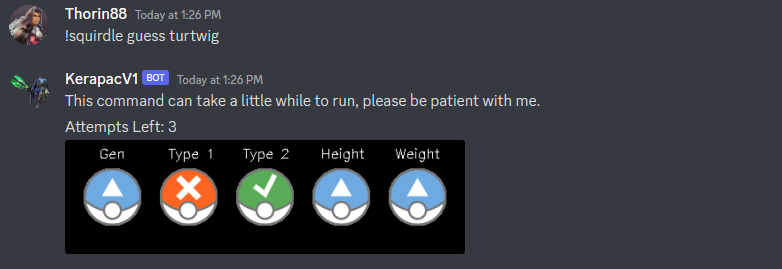 Thorin88 Today at 1:26 PM
!squirdle guess turtwig
KerapacV1 BOT Today at 1:26 PM
This command can take a little while to run, please be patient with me.
Attempts Left: 3
Gen Type 1 Type 2 Height Weight